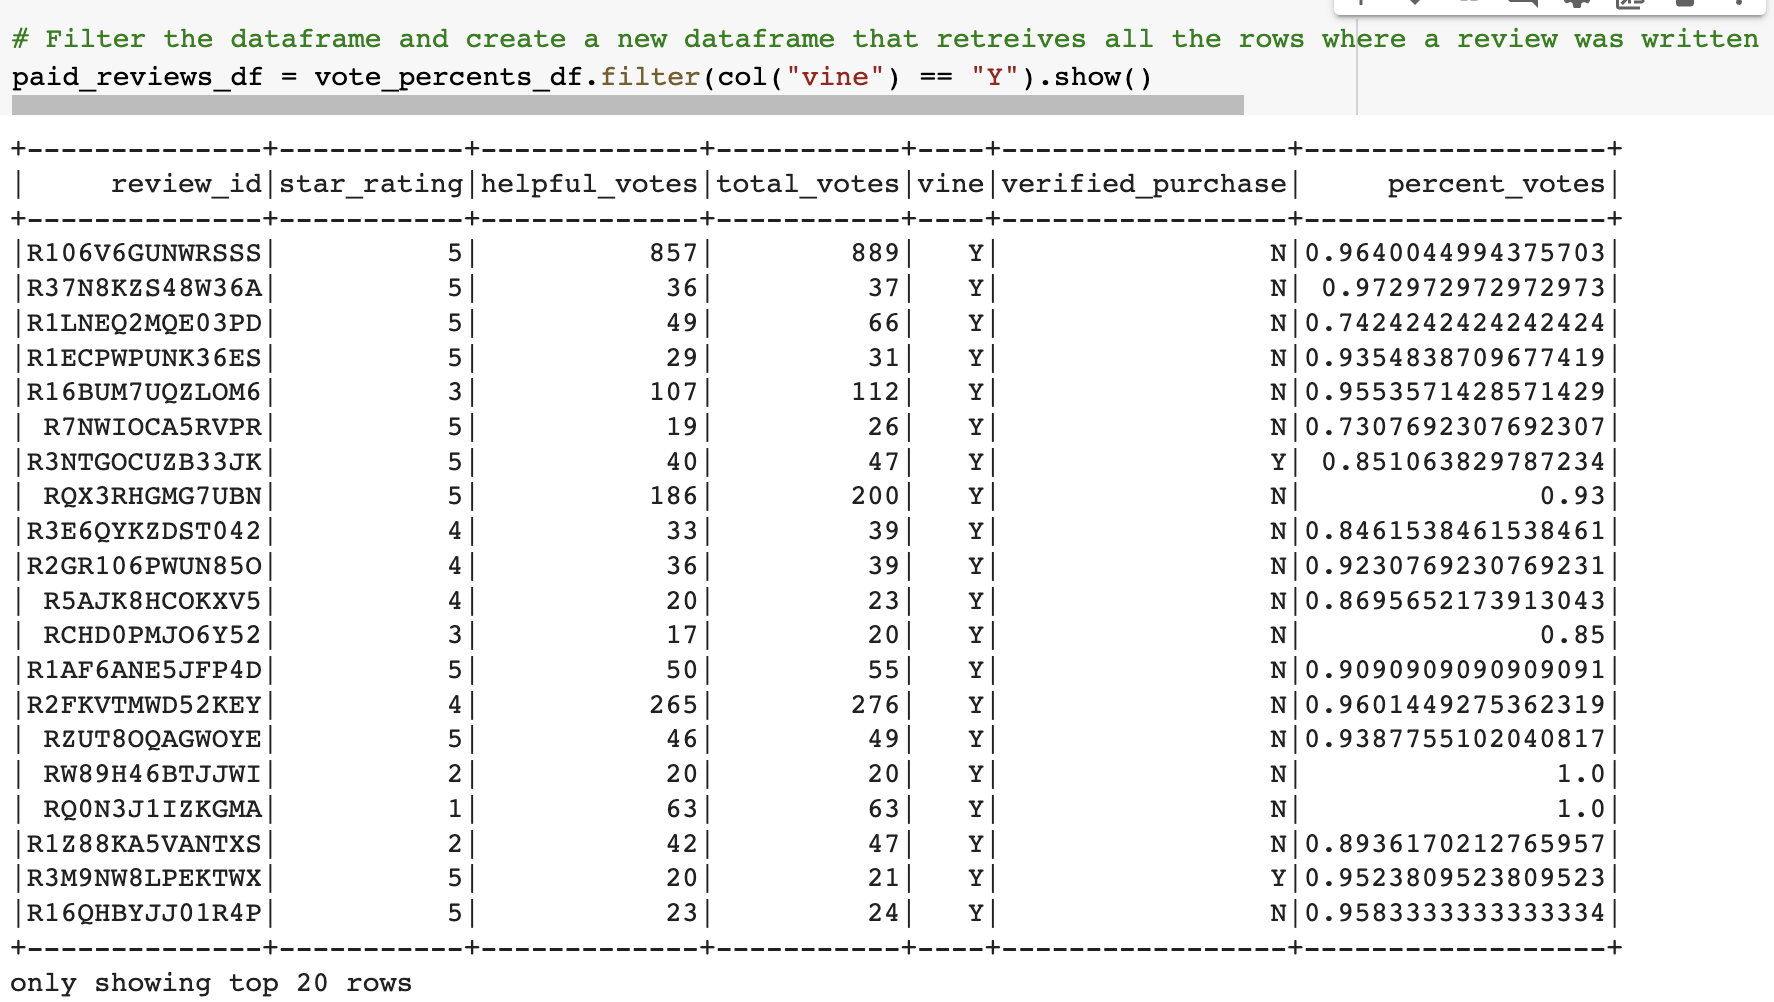 # Filter the dataframe and create a new dataframe that retreives all the rows where a review was written
paid_reviews_df = vote_percents_df.filter(col("vine") == "Y").show()
+--------------+-----------+-------------+-----------+----+-----------------+------------------+
|     review_id|star_rating|helpful_votes|total_votes|vine|verified_purchase|     percent_votes|
+--------------+-----------+-------------+-----------+----+-----------------+------------------+
|R106V6GUNWRSSS|          5|          857|        889|   Y|                N|0.9640044994375703|
|R37N8KZS48W36A|          5|           36|         37|   Y|                N| 0.972972972972973|
|R1LNEQ2MQE03PD|          5|           49|         66|   Y|                N|0.7424242424242424|
|R1ECPWPUNK36ES|          5|           29|         31|   Y|                N|0.9354838709677419|
|R16BUM7UQZLOM6|          3|          107|        112|   Y|                N|0.9553571428571429|
| R7NWIOCA5RVPR|          5|           19|         26|   Y|                N|0.7307692307692307|
|R3NTGOCUZB33JK|          5|           40|         47|   Y|                Y| 0.851063829787234|
| RQX3RHGMG7UBN|          5|          186|        200|   Y|                N|              0.93|
|R3E6QYKZDST042|          4|           33|         39|   Y|                N|0.8461538461538461|
|R2GR106PWUN85O|          4|           36|         39|   Y|                N|0.9230769230769231|
| R5AJK8HCOKXV5|          4|           20|         23|   Y|                N|0.8695652173913043|
| RCHD0PMJO6Y52|          3|           17|         20|   Y|                N|              0.85|
|R1AF6ANE5JFP4D|          5|           50|         55|   Y|                N|0.9090909090909091|
|R2FKVTMWD52KEY|          4|          265|        276|   Y|                N|0.9601449275362319|
| RZUT8OQAGWOYE|          5|           46|         49|   Y|                N|0.9387755102040817|
| RW89H46BTJJWI|          2|           20|         20|   Y|                N|               1.0|
| RQ0N3J1IZKGMA|          1|           63|         63|   Y|                N|               1.0|
|R1Z88KA5VANTXS|          2|           42|         47|   Y|                N|0.8936170212765957|
|R3M9NW8LPEKTWX|          5|           20|         21|   Y|                Y|0.9523809523809523|
|R16QHBYJJ01R4P|          5|           23|         24|   Y|                N|0.9583333333333334|
+--------------+-----------+-------------+-----------+----+-----------------+------------------+
only showing top 20 rows